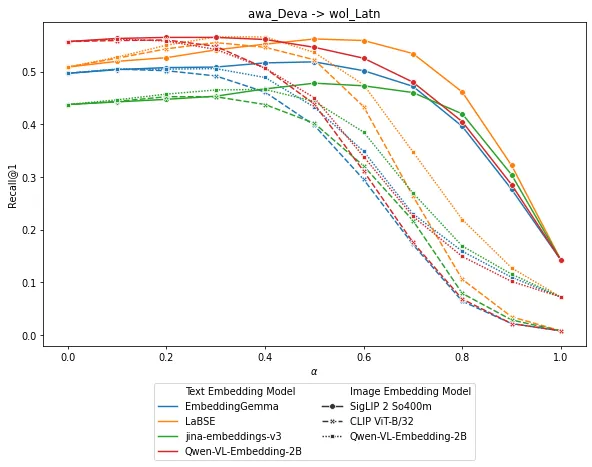 awa_Deva -> wol_Latn
Recall@1
0.5
0.4
0.3
0.2
0.1
0.0
0.0 0.2 0.4 0.6 0.8 1.0
α
Text Embedding Model
EmbeddingGemma
LaBSE
jina-embeddings-v3
Qwen-VL-Embedding-2B
Image Embedding Model
SigLIP 2 So400m
CLIP ViT-B/32
Qwen-VL-Embedding-2B